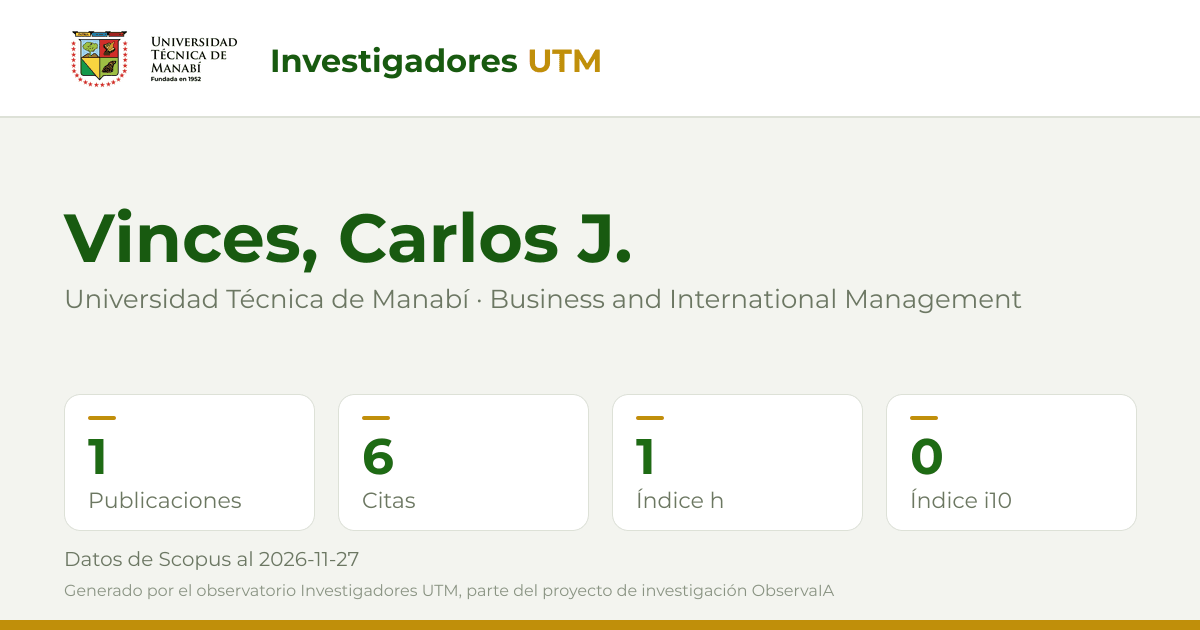 UNIVERSIDAD
TÉCNICA DE
MANABÍ
Fundada en 1952
Investigadores UTM
Vinces, Carlos J.
Universidad Técnica de Manabí · Business and International Management
1
Publicaciones
6
Citas
1
Índice h
0
Índice i10
Datos de Scopus al 2026-11-27
Generado por el observatorio Investigadores UTM, parte del proyecto de investigación ObservaIA